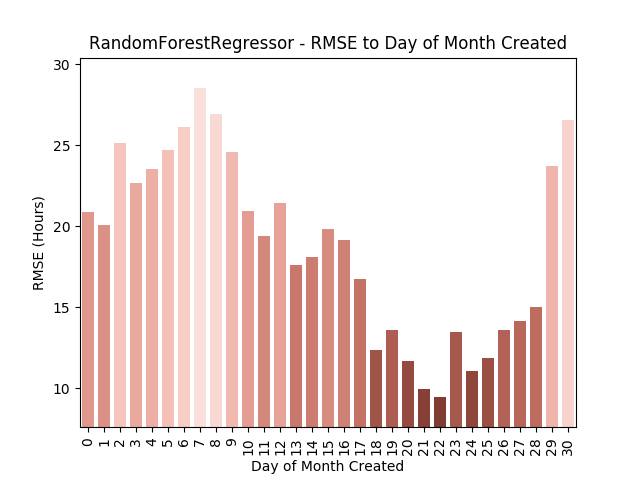 RandomForestRegressor - RMSE to Day of Month Created
30
25
20
15
10
RMSE (Hours)
0 1 2 3 4 5 6 7 8 9 10 11 12 13 14 15 16 17 18 19 20 21 22 23 24 25 26 27 28 29 30
Day of Month Created